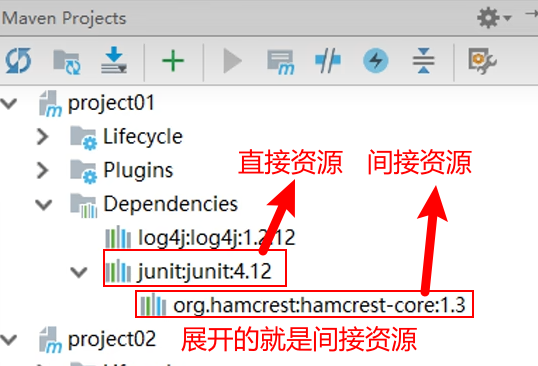 Maven Projects
project01
Lifecycle
Plugins
直接资源 间接资源
Dependencies
log4j:log4j:1.2.12
junit:junit:4.12
org.hamcrest:hamcrest-core:1.3
project02 展开的就是间接资源